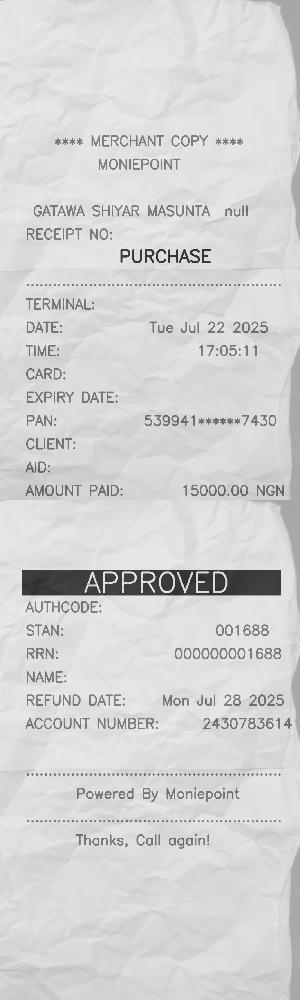 **** MERCHANT COPY ****
MONIEPOINT
GATAWA SHIYAR MASUNTA null
RECEIPT NO:
PURCHASE
TERMINAL:
DATE: Tue Jul 22 2025
TIME: 17:05:11
CARD:
EXPIRY DATE:
PAN: 539941******7430
CLIENT:
AID:
AMOUNT PAID: 15000.00 NGN
APPROVED
AUTHCODE:
STAN: 001688
RRN: 000000001688
NAME:
REFUND DATE: Mon Jul 28 2025
ACCOUNT NUMBER: 2430783614
Powered By Moniepoint
Thanks, Call again!